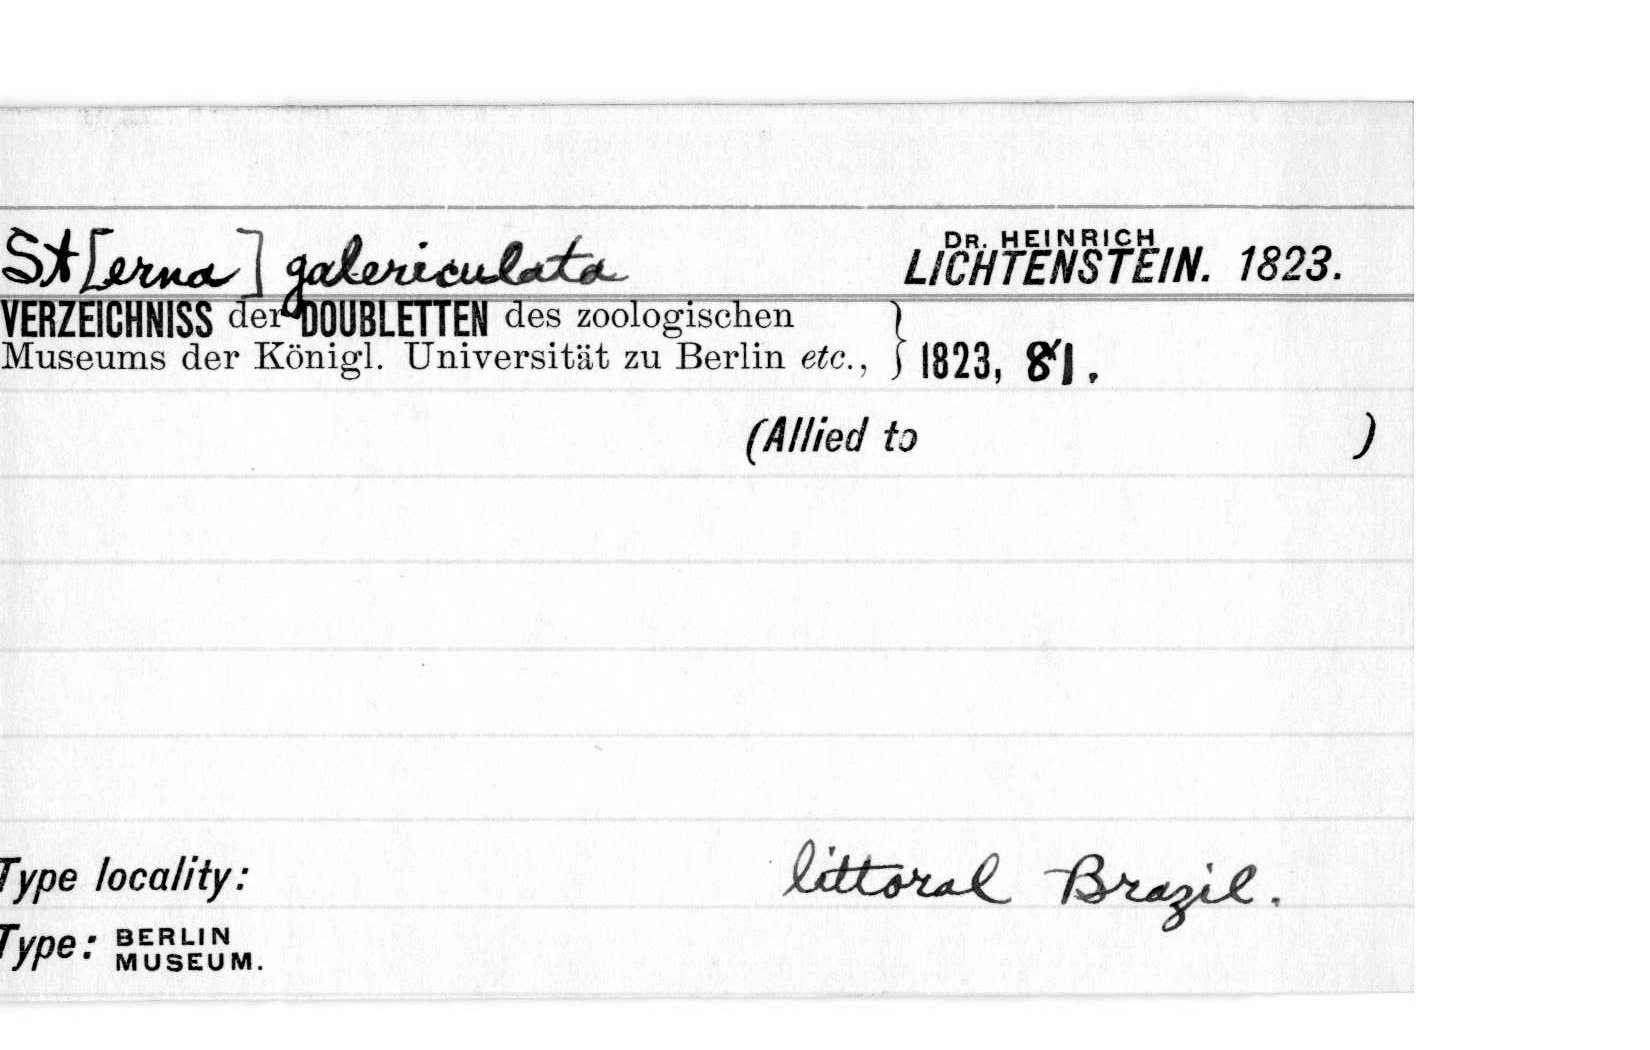 St[erna] galericulata
DR. HEINRICH
LICHTENSTEIN. 1823.
VERZEICHNISS der DOUBLETTEN des zoologischen
Museums der Königl. Universität zu Berlin etc., } 1823, 81.
(Allied to )
Type locality: littoral Brazil.
Type: BERLIN
MUSEUM.